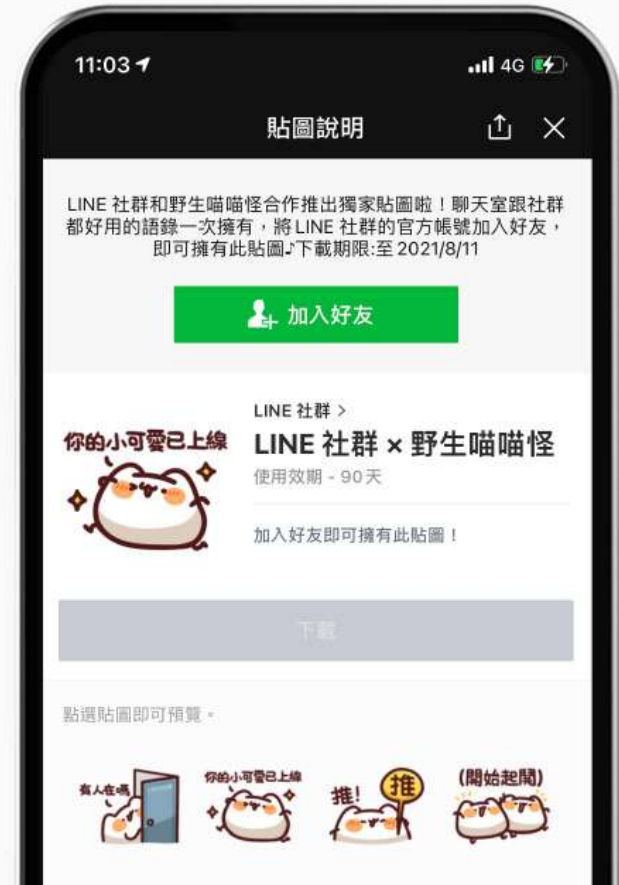 11:03
4G
貼圖說明
LINE 社群和野生喵喵怪合作推出獨家貼圖啦！聊天室跟社群
都好用的語錄一次擁有，將 LINE 社群的官方帳號加入好友，
即可擁有此貼圖♪下載期限:至 2021/8/11
加入好友
你的小可愛已上線
LINE 社群 >
LINE 社群 × 野生喵喵怪
使用效期 - 90天
加入好友即可擁有此貼圖！
下載
點選貼圖即可預覽。
有人在嗎
你的小可愛已上線
推!
推
(開始起鬨)